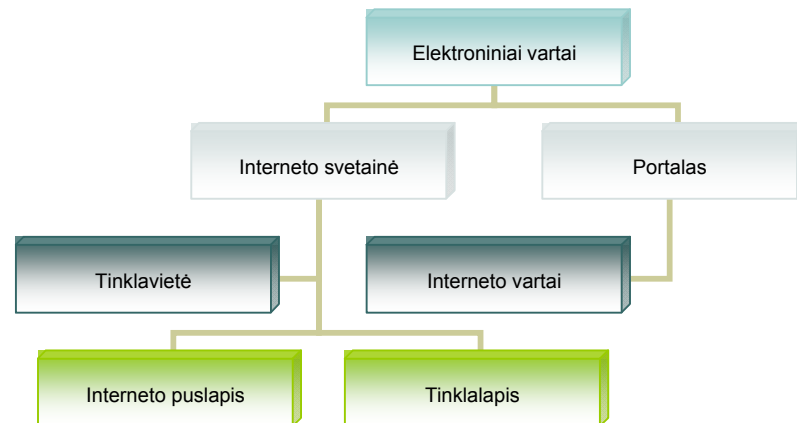 Elektroniniai vartai
Interneto svetainė
Portalas
Tinklavietė
Interneto vartai
Interneto puslapis
Tinklalapis